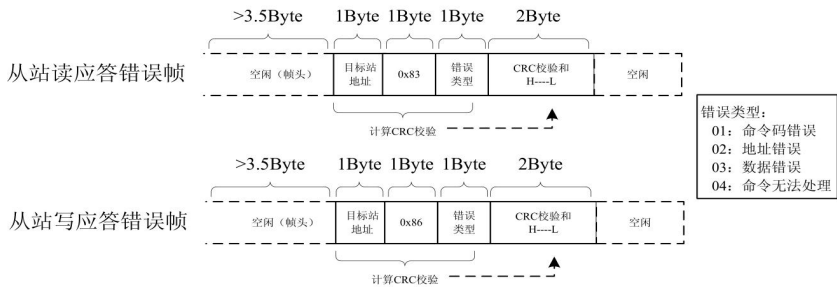 >3.5Byte 1Byte 1Byte 1Byte 2Byte
从站读应答错误帧 空闲（帧头） 目标站地址 0x83 错误类型 CRC校验和 H----L 空闲
计算CRC校验
错误类型：
01：命令码错误
02：地址错误
03：数据错误
04：命令无法处理
>3.5Byte 1Byte 1Byte 1Byte 2Byte
从站写应答错误帧 空闲（帧头） 目标站地址 0x86 错误类型 CRC校验和 H----L 空闲
计算CRC校验